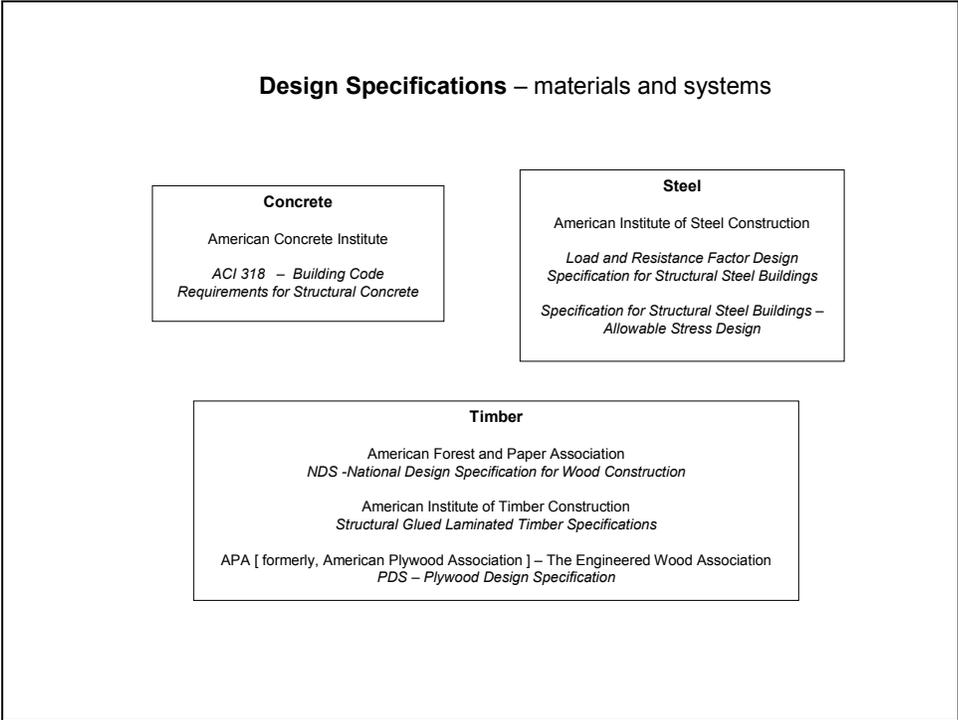 Design Specifications – materials and systems
Concrete
American Concrete Institute
ACI 318 – Building Code
Requirements for Structural Concrete
Steel
American Institute of Steel Construction
Load and Resistance Factor Design
Specification for Structural Steel Buildings
Specification for Structural Steel Buildings –
Allowable Stress Design
Timber
American Forest and Paper Association
NDS -National Design Specification for Wood Construction
American Institute of Timber Construction
Structural Glued Laminated Timber Specifications
APA [ formerly, American Plywood Association ] – The Engineered Wood Association
PDS – Plywood Design Specification